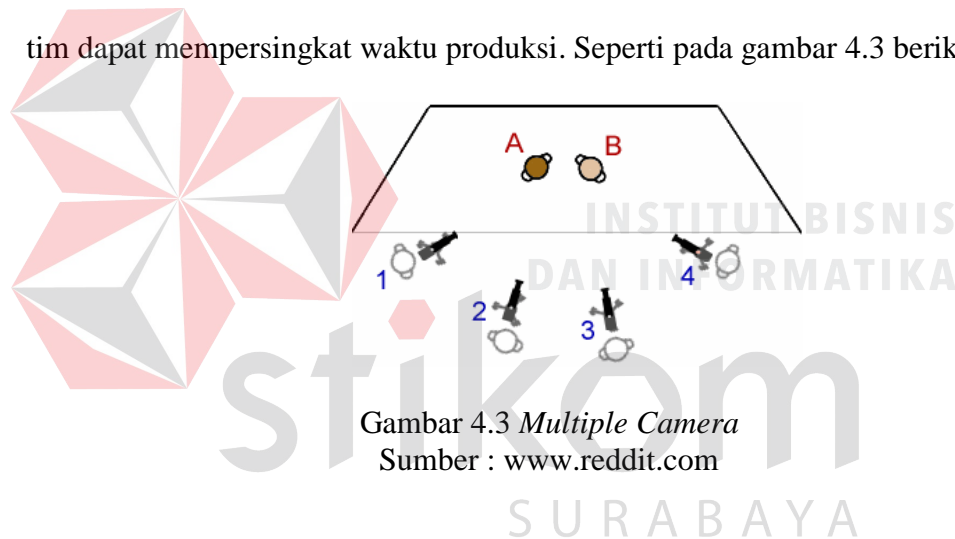 tim dapat mempersingkat waktu produksi. Seperti pada gambar 4.3 berik
A B
INSTITUT BISNIS
DAN INFORMATIKA
1
4
2
3
stikom
Gambar 4.3 Multiple Camera
Sumber : www.reddit.com
SURABAYA